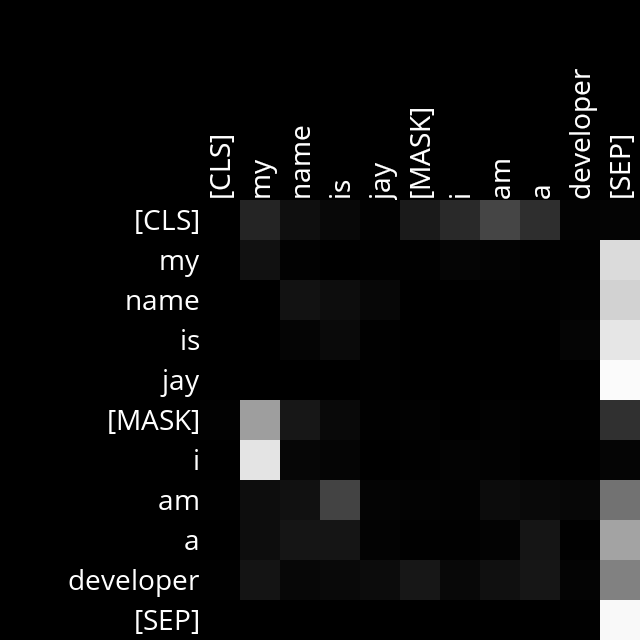 [CLS]
my
name
is
jay
[MASK]
i
am
a
developer
[SEP]
[CLS]
my
name
is
jay
[MASK]
i
am
a
developer
[SEP]